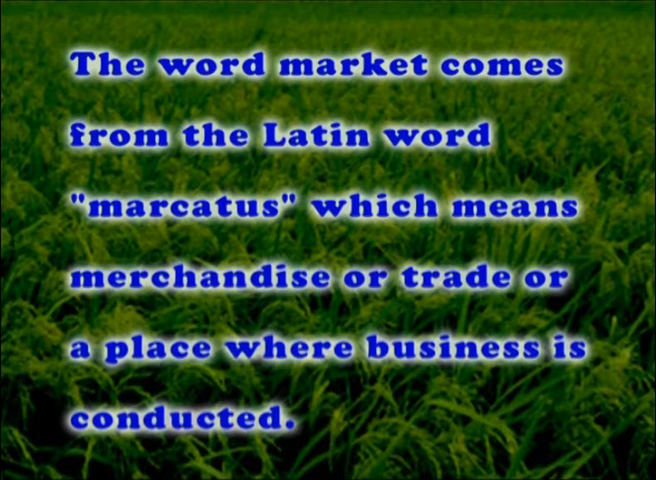 The word market comes
from the Latin word
"marcatus" which means
merchandise or trade or
a place where business is
conducted.